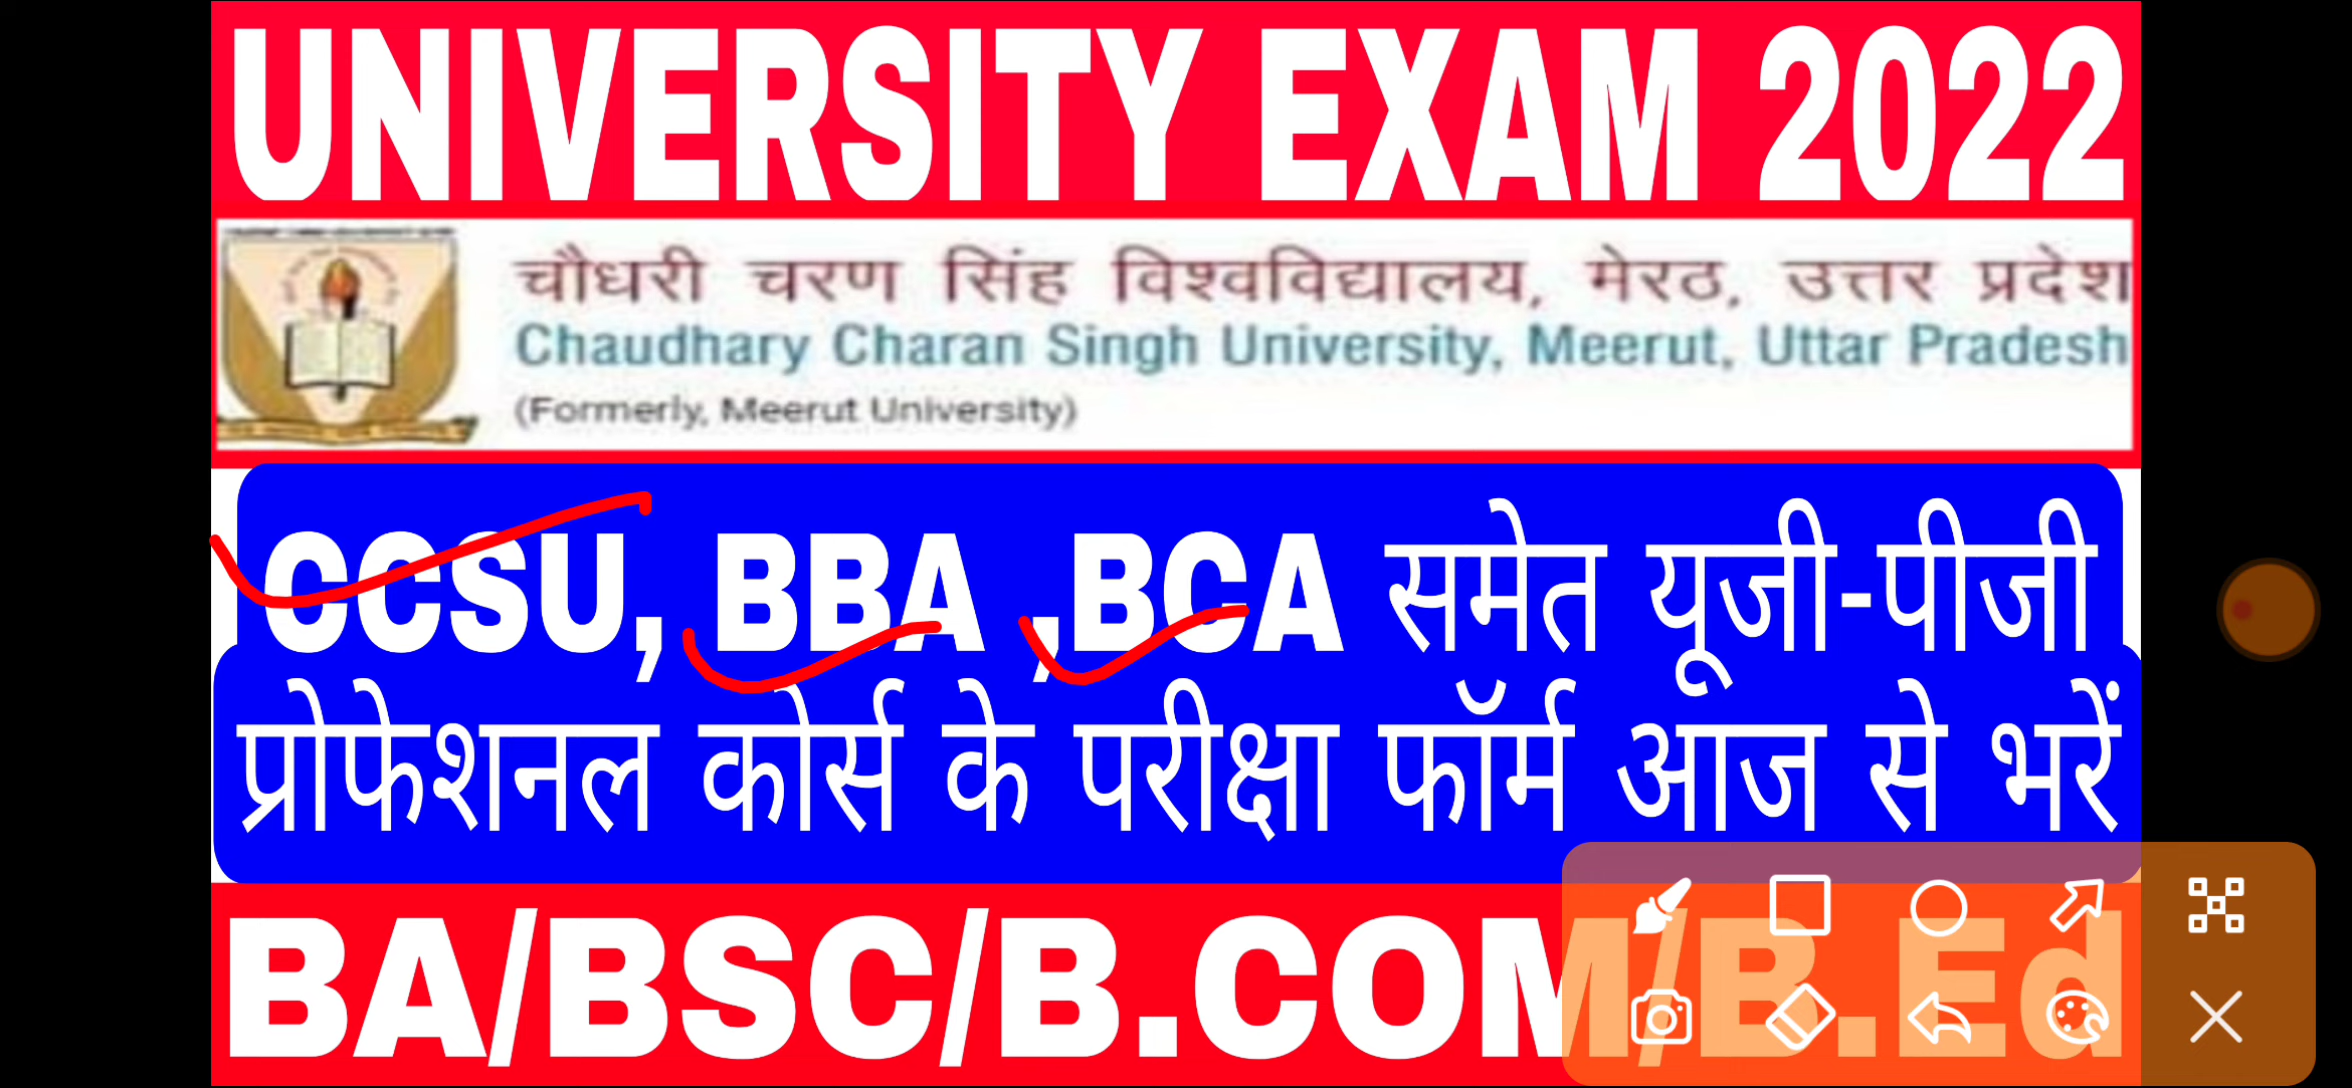 UNIVERSITY EXAM 2022
चौधरी चरण सिंह विश्वविद्यालय, मेरठ, उत्तर प्रदेश
Chaudhary Charan Singh University, Meerut, Uttar Pradesh
(Formerly, Meerut University)
CCSU, BBA ,BCA समेत यूजी-पीजी
प्रोफेशनल कोर्स के परीक्षा फॉर्म आज से भरें
BA/BSC/B.COM/B.Ed